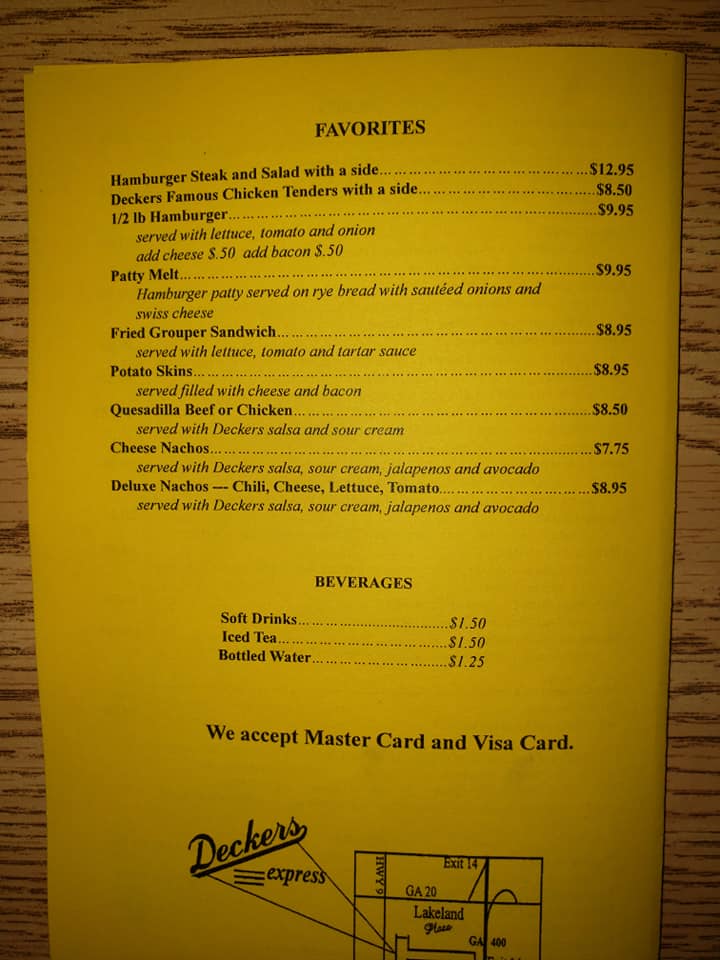 FAVORITES
Hamburger Steak and Salad with a side... ... ... ... ... ... ... ... ... ... ... ... ... ...$12.95
Deckers Famous Chicken Tenders with a side... ... ... ... ... ... ... ... ... ... ... ......$8.50
1/2 lb Hamburger... ... ... ... ... ... ... ... ... ... ... ... ... ... ... ... ... ... ... ... ......$9.95
served with lettuce, tomato and onion
add cheese $.50 add bacon $.50
Patty Melt... ... ... ... ... ... ... ... ... ... ... ... ... ... ... ... ... ... ... ... ... ... ......$9.95
Hamburger patty served on rye bread with sautéed onions and
swiss cheese
Fried Grouper Sandwich... ... ... ... ... ... ... ... ... ... ... ... ... ... ... ... ... ......$8.95
served with lettuce, tomato and tartar sauce
Potato Skins... ... ... ... ... ... ... ... ... ... ... ... ... ... ... ... ... ... ... ... ... ......$8.95
served filled with cheese and bacon
Quesadilla Beef or Chicken... ... ... ... ... ... ... ... ... ... ... ... ... ... ... ... ......$8.50
served with Deckers salsa and sour cream
Cheese Nachos... ... ... ... ... ... ... ... ... ... ... ... ... ... ... ... ... ... ... ... ...$7.75
served with Deckers salsa, sour cream, jalapenos and avocado
Deluxe Nachos --- Chili, Cheese, Lettuce, Tomato.... ... ... ... ... ... ... ... ... ... ...$8.95
served with Deckers salsa, sour cream, jalapenos and avocado
BEVERAGES
Soft Drinks... ... ..............................$1.50
Iced Tea... ... ... ... ... ... ... ... ... ... ......$1.50
Bottled Water... ... ... ... ... ... ... ... .........$1.25
We accept Master Card and Visa Card.
Deckers
express
HWY 9
Exit 14
GA 20
Lakeland
Plaza
GA 400